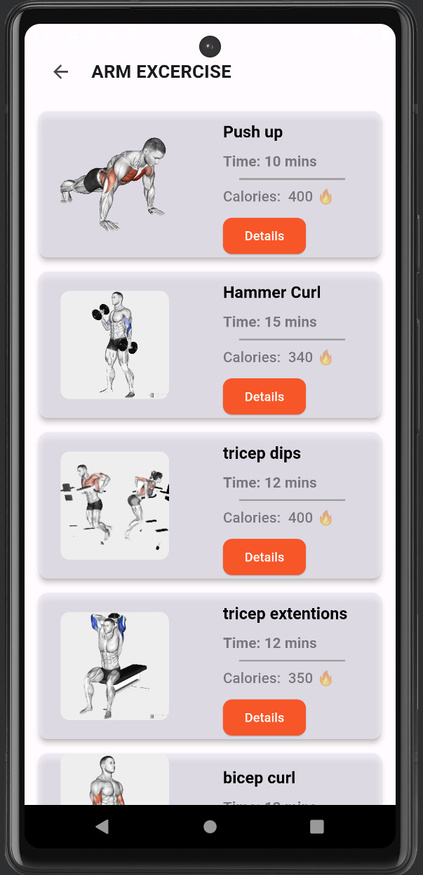 ARM EXCERCISE
Push up
Time: 10 mins
Calories: 400 🔥
Details
Hammer Curl
Time: 15 mins
Calories: 340 🔥
Details
tricep dips
Time: 12 mins
Calories: 400 🔥
Details
tricep extentions
Time: 12 mins
Calories: 350 🔥
Details
bicep curl